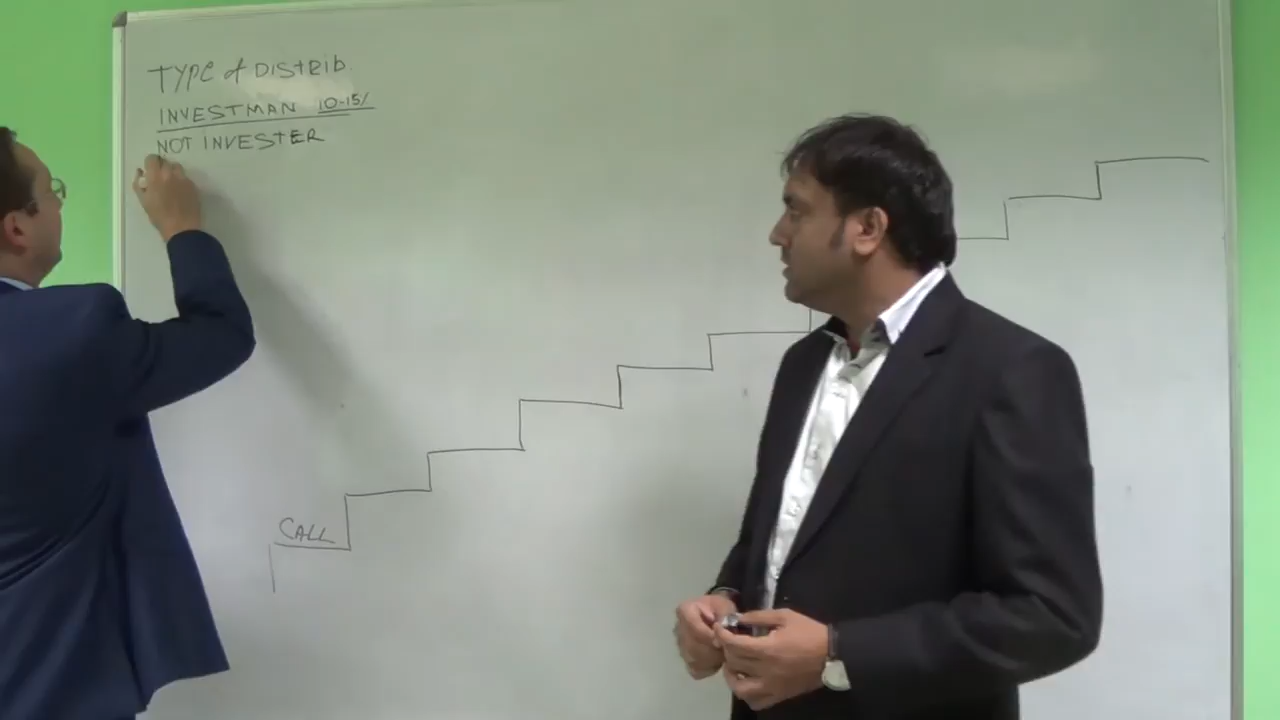 TYPE of DISTRIB.
INVESTMAN 10-15%
NOT INVESTER
CALL